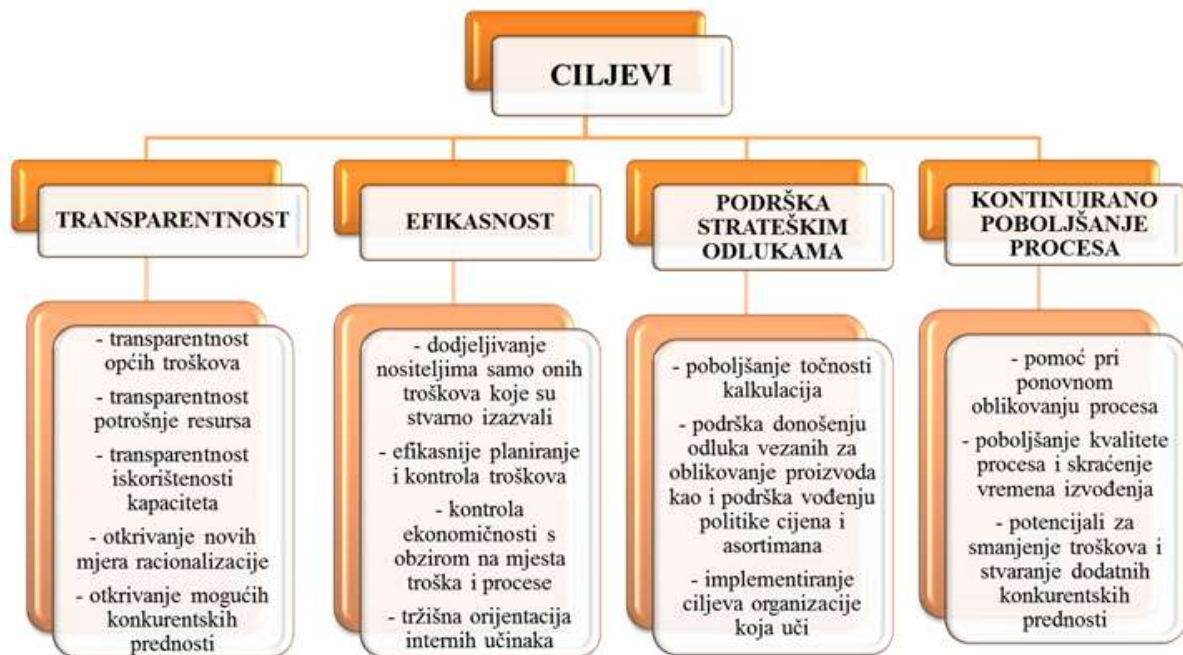 CILJEVI
TRANSPARENTNOST
- transparentnost
općih troškova
- transparentnost
potrošnje resursa
- transparentnost
iskorištenosti
kapaciteta
- otkrivanje novih
mjera racionalizacije
- otkrivanje mogućih
konkurentskih
prednosti
EFIKASNOST
- dodjeljivanje
nositeljima samo onih
troškova koje su
stvarno izazvali
- efikasnije planiranje
i kontrola troškova
- kontrola
ekonomičnosti s
obzirom na mjesta
troška i procese
- tržišna orijentacija
internih učinaka
PODRŠKA
STRATEŠKIM
ODLUKAMA
- poboljšanje točnosti
kalkulacija
- podrška donošenju
odluka vezanih za
oblikovanje proizvoda
kao i podrška vođenju
politike cijena i
asortimana
- implementiranje
ciljeva organizacije
koja uči
KONTINUIRANO
POBOLJŠANJE
PROCESA
- pomoć pri
ponovnom
oblikovanju procesa
- poboljšanje kvalitete
procesa i skraćenje
vremena izvođenja
- potencijali za
smanjenje troškova i
stvaranje dodatnih
konkurentskih
prednosti